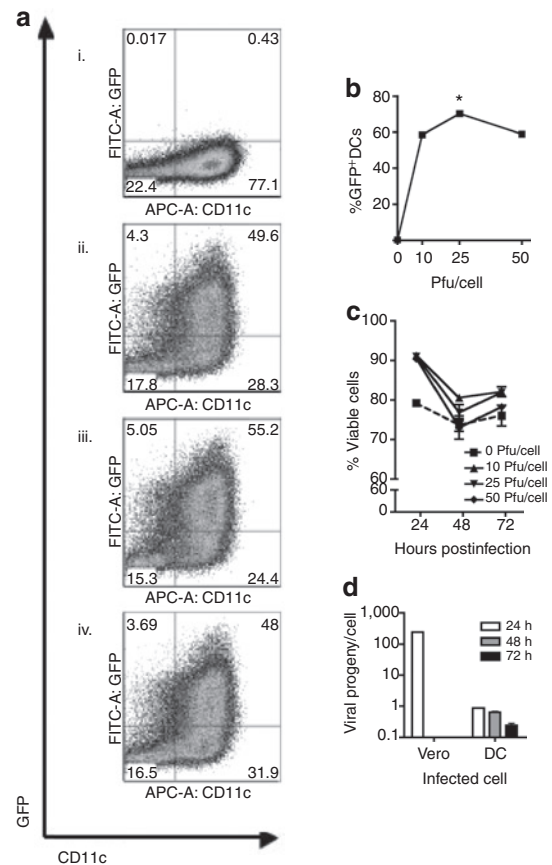 a
i.
0.017 0.43
FITC-A: GFP
22.4 77.1
APC-A: CD11c
ii.
4.3 49.6
FITC-A: GFP
17.8 28.3
APC-A: CD11c
iii.
5.05 55.2
FITC-A: GFP
15.3 24.4
APC-A: CD11c
iv.
3.69 48
FITC-A: GFP
16.5 31.9
APC-A: CD11c
GFP
CD11c
b
%GFP+DCs
80
60
40
20
*
0 10 25 50
Pfu/cell
c
% Viable cells
100
90
80
70
60
60
0
0 Pfu/cell
10 Pfu/cell
25 Pfu/cell
50 Pfu/cell
24 48 72
Hours postinfection
d
Viral progeny/cell
1,000
100
10
1
0.1
24 h
48 h
72 h
Vero DC
Infected cell